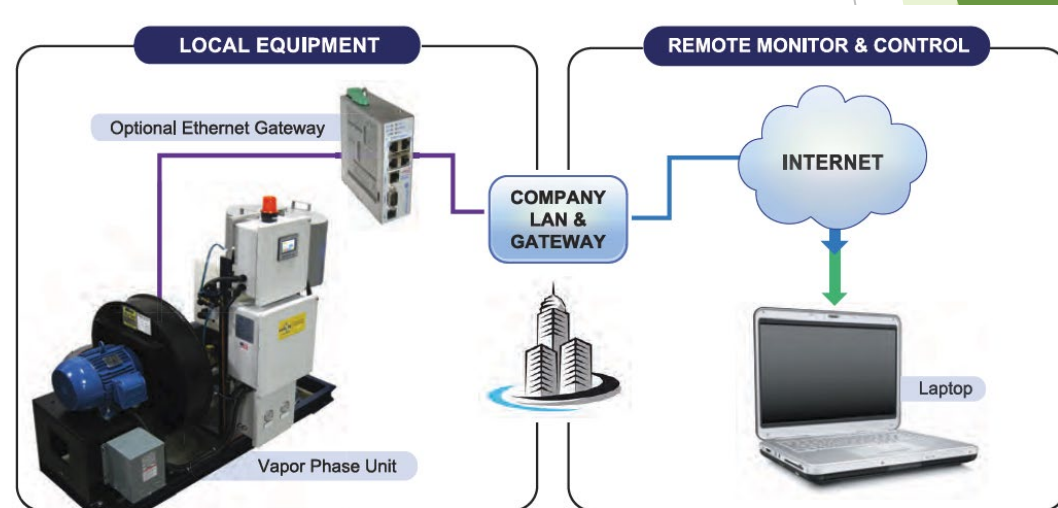 LOCAL EQUIPMENT
REMOTE MONITOR & CONTROL
Optional Ethernet Gateway
INTERNET
COMPANY
LAN &
GATEWAY
Laptop
Vapor Phase Unit